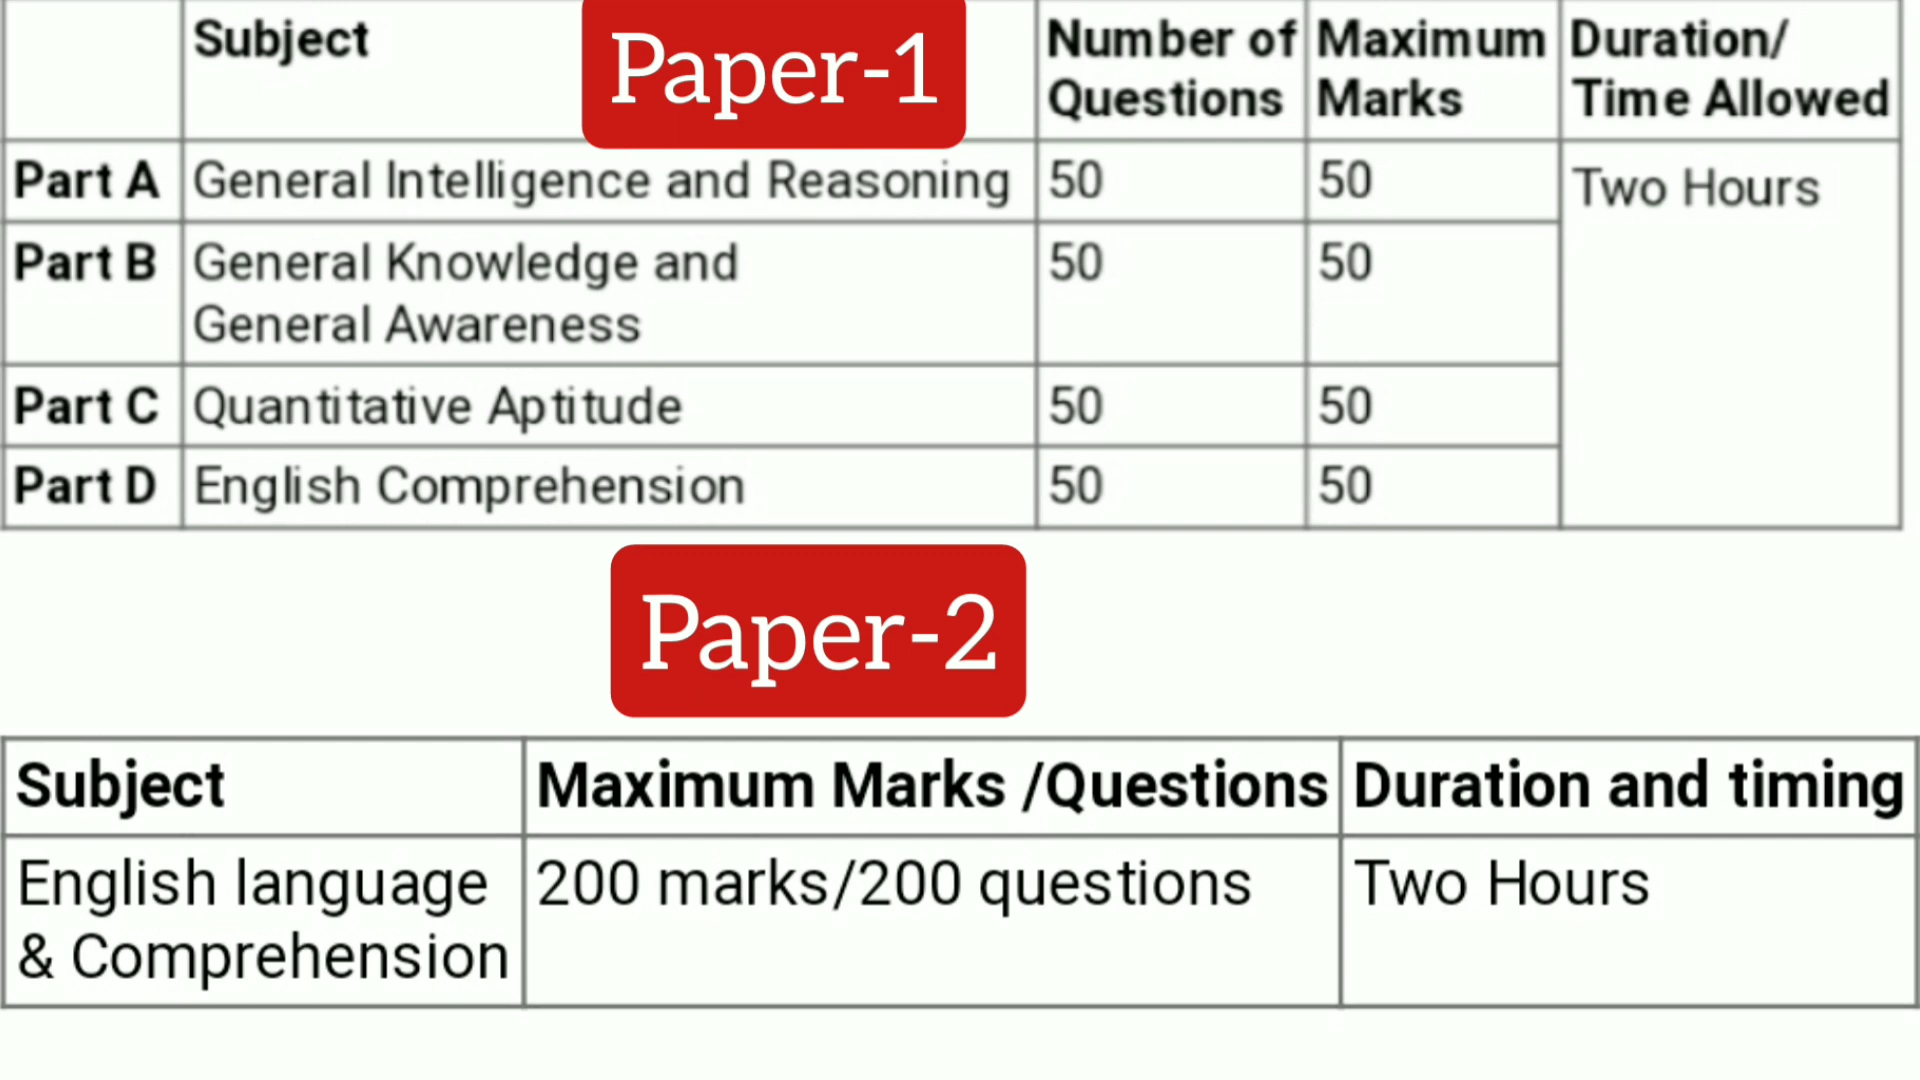 Subject
Paper-1
Number of
Questions
Maximum
Marks
Duration/
Time Allowed
Part A General Intelligence and Reasoning 50 50 Two Hours
Part B General Knowledge and 50 50
General Awareness
Part C Quantitative Aptitude 50 50
Part D English Comprehension 50 50
Paper-2
Subject Maximum Marks /Questions Duration and timing
English language 200 marks/200 questions Two Hours
& Comprehension